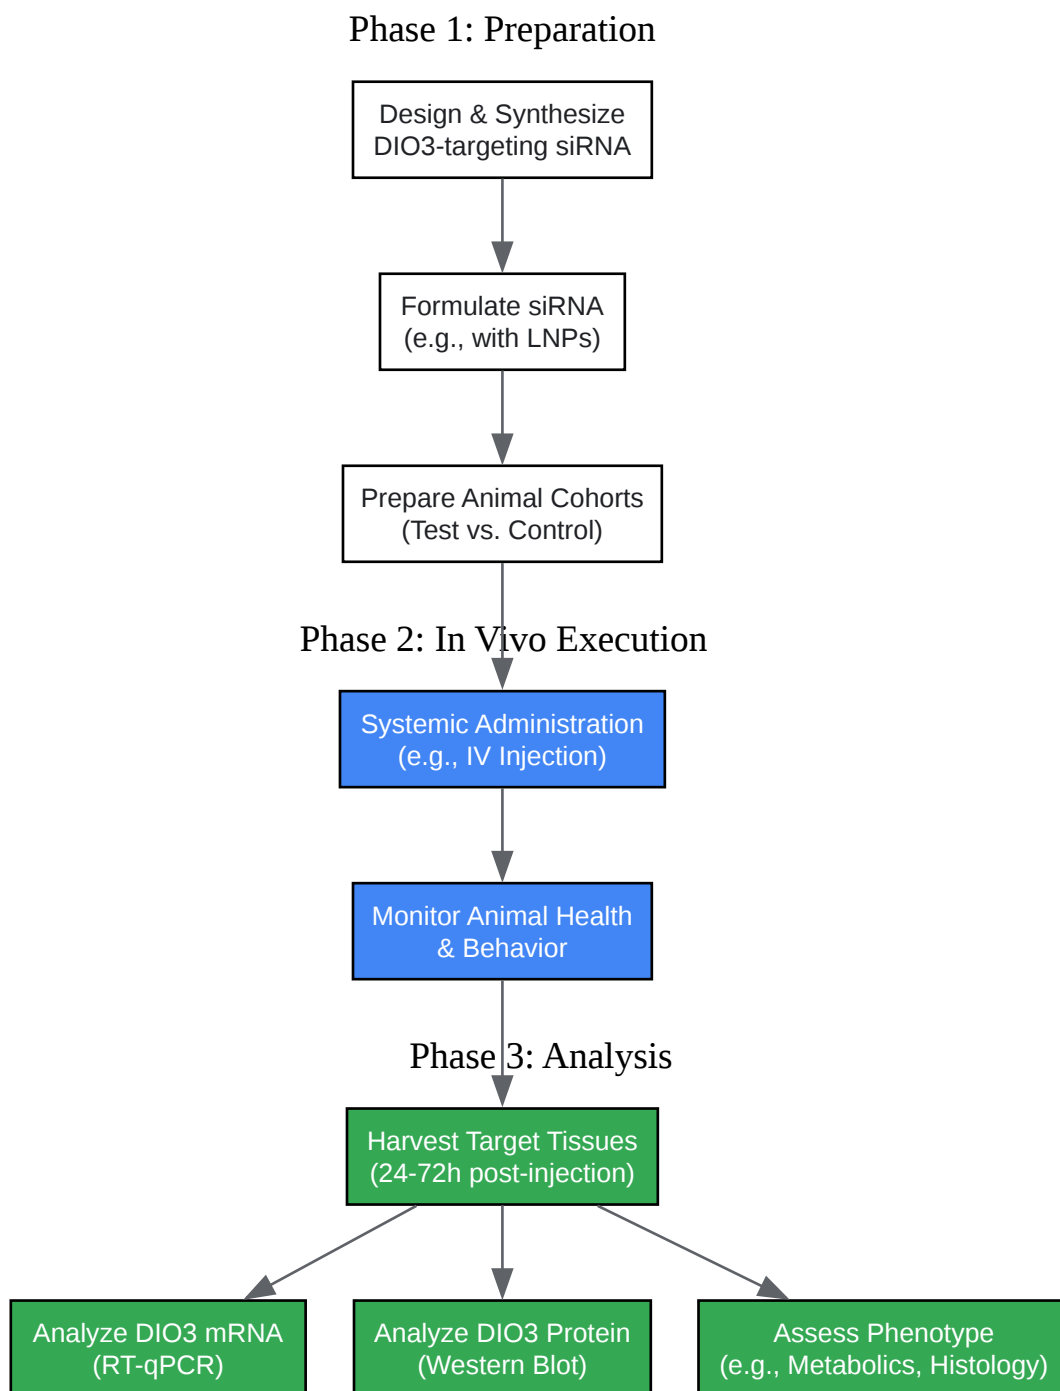 Phase 1: Preparation
Design & Synthesize
DIO3-targeting siRNA
Formulate siRNA
(e.g., with LNPs)
Prepare Animal Cohorts
(Test vs. Control)
Phase 2: In Vivo Execution
Systemic Administration
(e.g., IV Injection)
Monitor Animal Health
& Behavior
Phase 3: Analysis
Harvest Target Tissues
(24-72h post-injection)
Analyze DIO3 mRNA
(RT-qPCR)
Analyze DIO3 Protein
(Western Blot)
Assess Phenotype
(e.g., Metabolics, Histology)